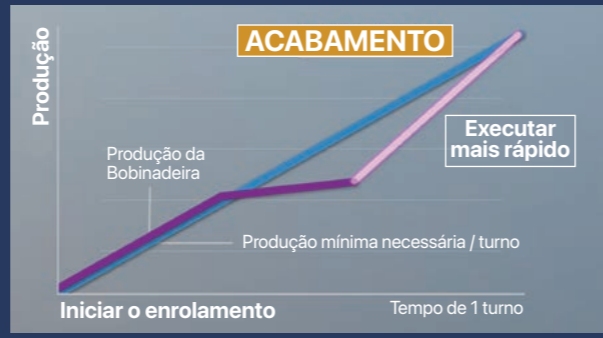 ACABAMENTO
Produção
Executar
mais rápido
Produção da
Bobinadeira
Produção mínima necessária / turno
Iniciar o enrolamento
Tempo de 1 turno